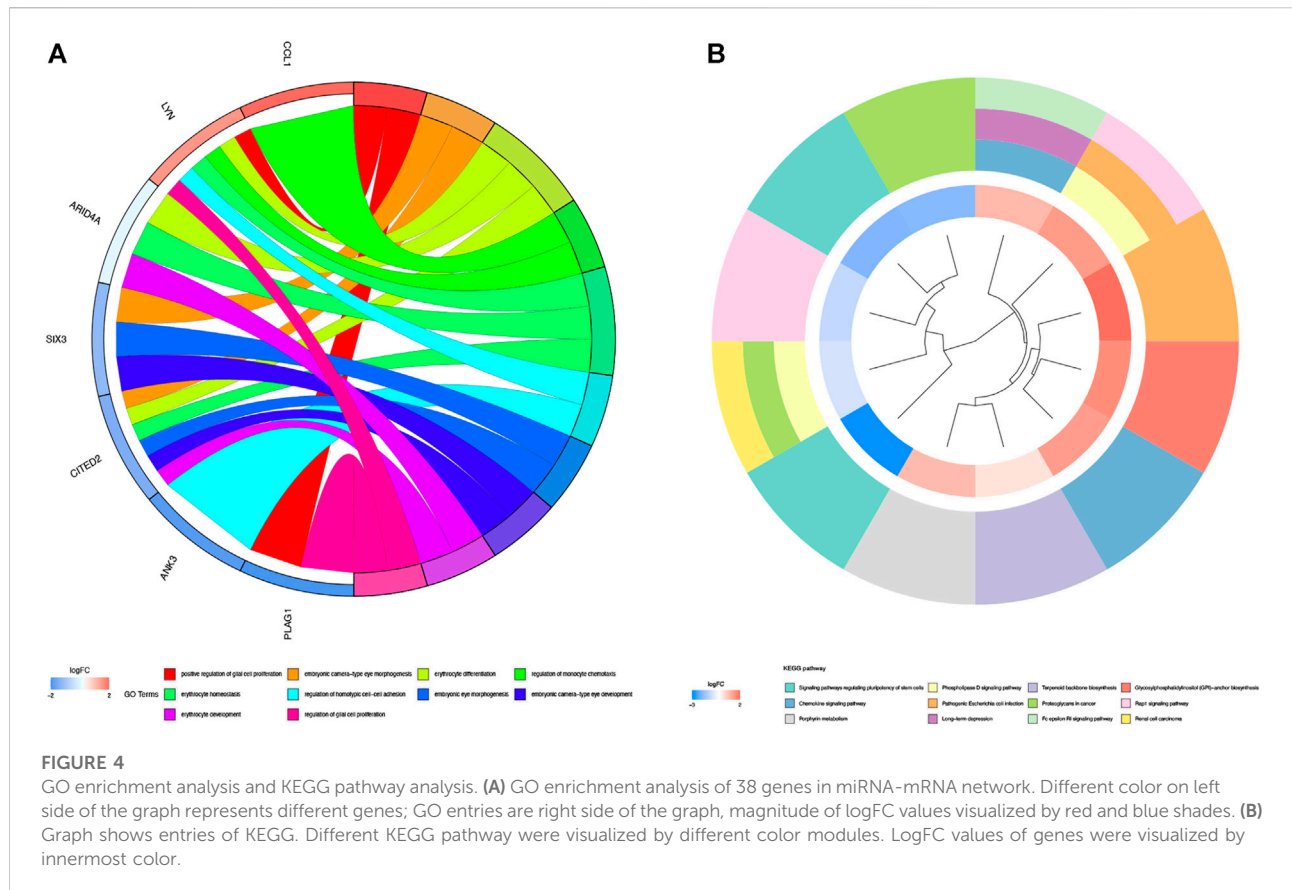 A
B
CCL1
LYN
ARID4A
SIX3
CITED2
ANK3
PLAG1
logFC
-2 2
GO Terms
positive regulation of glial cell proliferation
embryonic camera-type eye morphogenesis
erythrocyte differentiation
regulation of monocyte chemotaxis
erythrocyte homeostasis
regulation of homotypic cell-cell adhesion
embryonic eye morphogenesis
embryonic camera-type eye development
erythrocyte development
regulation of glial cell proliferation
logFC
-3 2
KEGG pathway
Signaling pathways regulating pluripotency of stem cells
Phospholipase D signaling pathway
Terpenoid backbone biosynthesis
Glycosylphosphatidylinositol (GPI)-anchor biosynthesis
Chemokine signaling pathway
Pathogenic Escherichia coli infection
Proteoglycans in cancer
Rap1 signaling pathway
Porphyrin metabolism
Long-term depression
Fc epsilon RI signaling pathway
Renal cell carcinoma
FIGURE 4
GO enrichment analysis and KEGG pathway analysis. (A) GO enrichment analysis of 38 genes in miRNA-mRNA network. Different color on left
side of the graph represents different genes; GO entries are right side of the graph, magnitude of logFC values visualized by red and blue shades. (B)
Graph shows entries of KEGG. Different KEGG pathway were visualized by different color modules. LogFC values of genes were visualized by
innermost color.